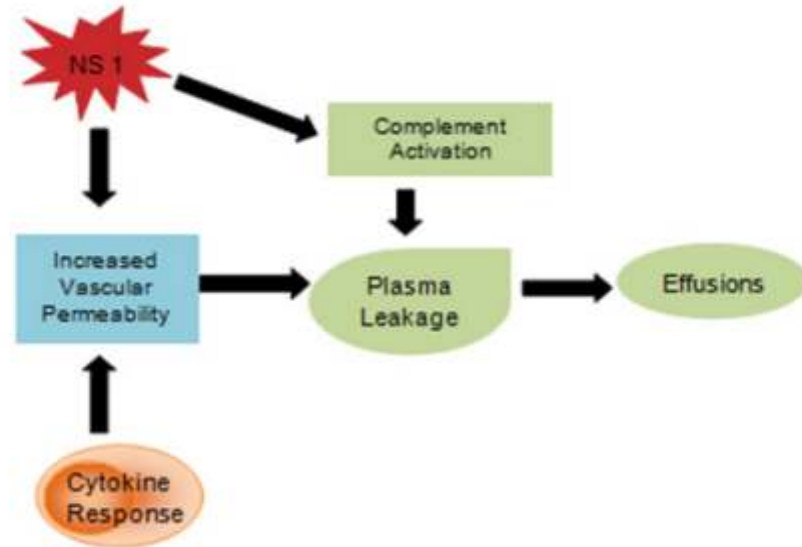 NS 1
Complement
Activation
Increased
Vascular
Permeability
Plasma
Leakage
Effusions
Cytokine
Response